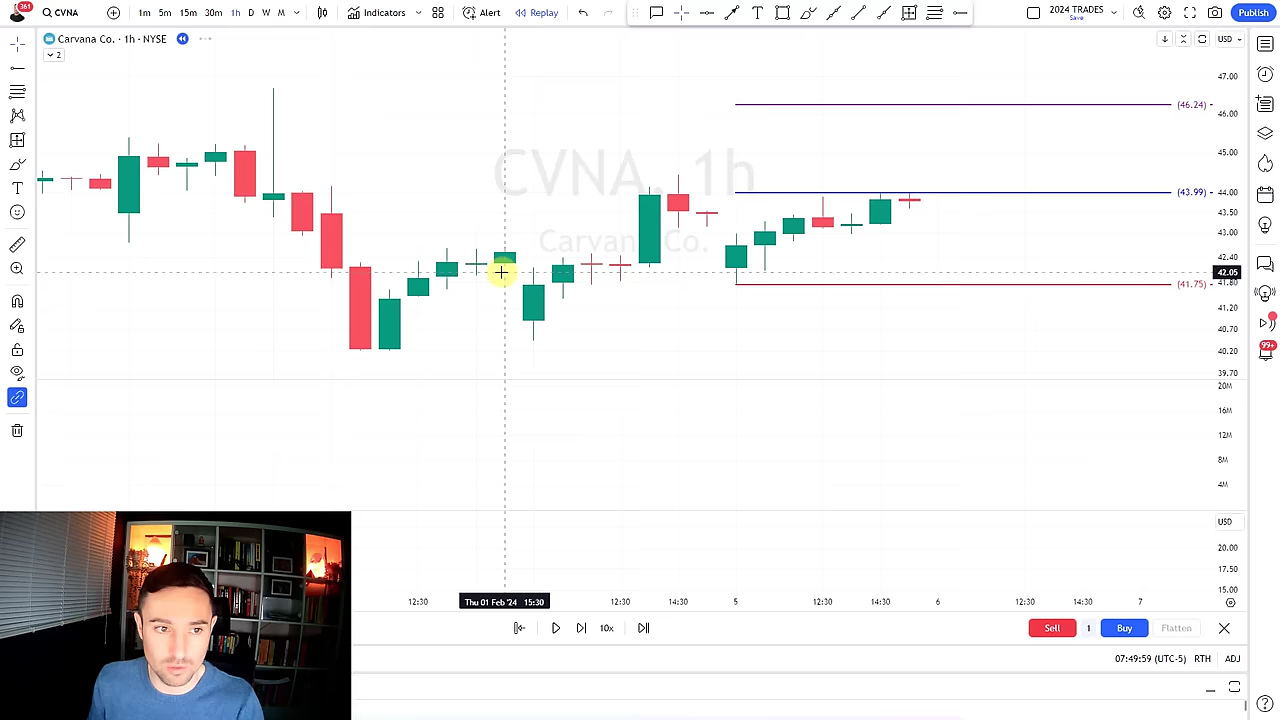 361
CVNA
1m 5m 15m 30m 1h D W M
Indicators
Alert
Replay
2024 TRADES
Save
Publish
Carvana Co. · 1h · NYSE
2
USD
CVNA, 1h
Carvana Co.
47.00
(46.24)
46.00
45.00
(43.99)
44.00
43.50
43.00
42.40
42.05
41.80
(41.75)
41.20
40.70
40.20
39.70
20M
16M
12M
8M
4M
USD
20.00
17.50
15.00
99+
12:30
Thu 01 Feb '24 15:30
12:30 14:30 5 12:30 14:30 6 12:30 14:30 7
10x
Sell 1 Buy Flatten
07:49:59 (UTC-5) RTH ADJ